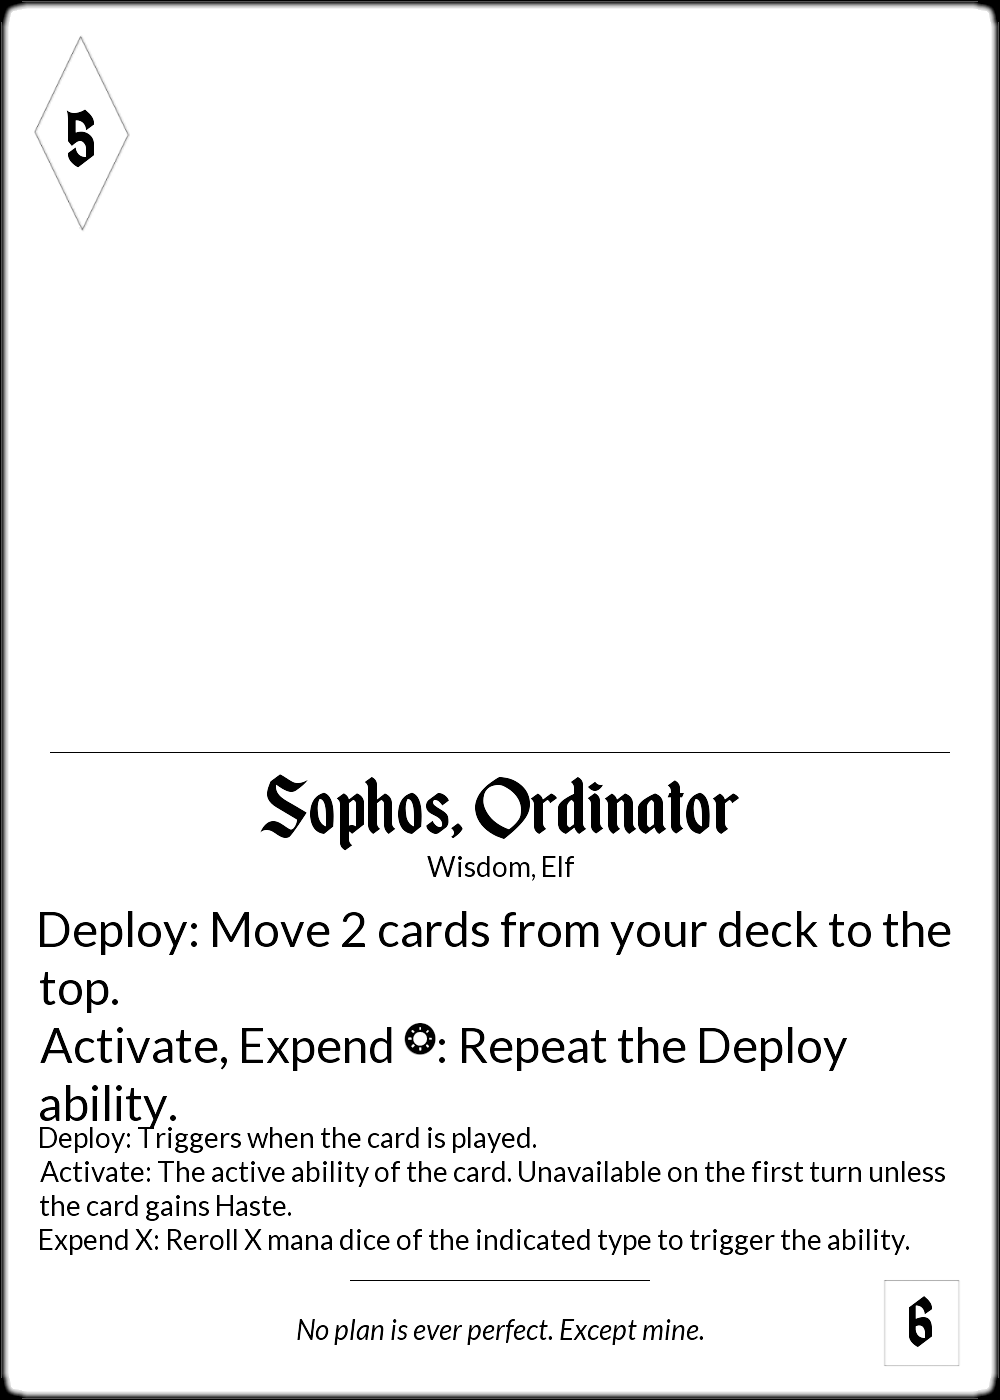 5
Sophos, Ordinator
Wisdom, Elf
Deploy: Move 2 cards from your deck to the
top.
Activate, Expend : Repeat the Deploy
ability.
Deploy: Triggers when the card is played.
Activate: The active ability of the card. Unavailable on the first turn unless
the card gains Haste.
Expend X: Reroll X mana dice of the indicated type to trigger the ability.
No plan is ever perfect. Except mine.
6